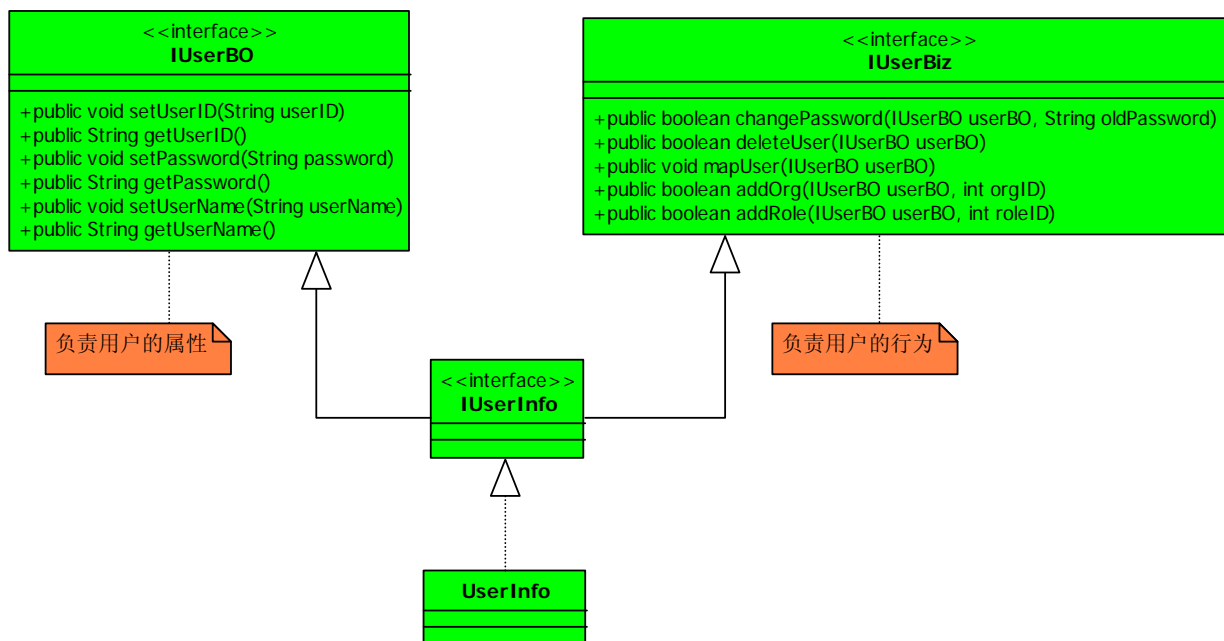 <<interface>>
IUserBO
+public void setUserID(String userID)
+public String getUserID()
+public void setPassword(String password)
+public String getPassword()
+public void setUserName(String userName)
+public String getUserName()
<<interface>>
IUserBiz
+public boolean changePassword(IUserBO userBO, String oldPassword)
+public boolean deleteUser(IUserBO userBO)
+public void mapUser(IUserBO userBO)
+public boolean addOrg(IUserBO userBO, int orgID)
+public boolean addRole(IUserBO userBO, int roleID)
负责用户的属性
负责用户的行为
<<interface>>
IUserInfo
UserInfo